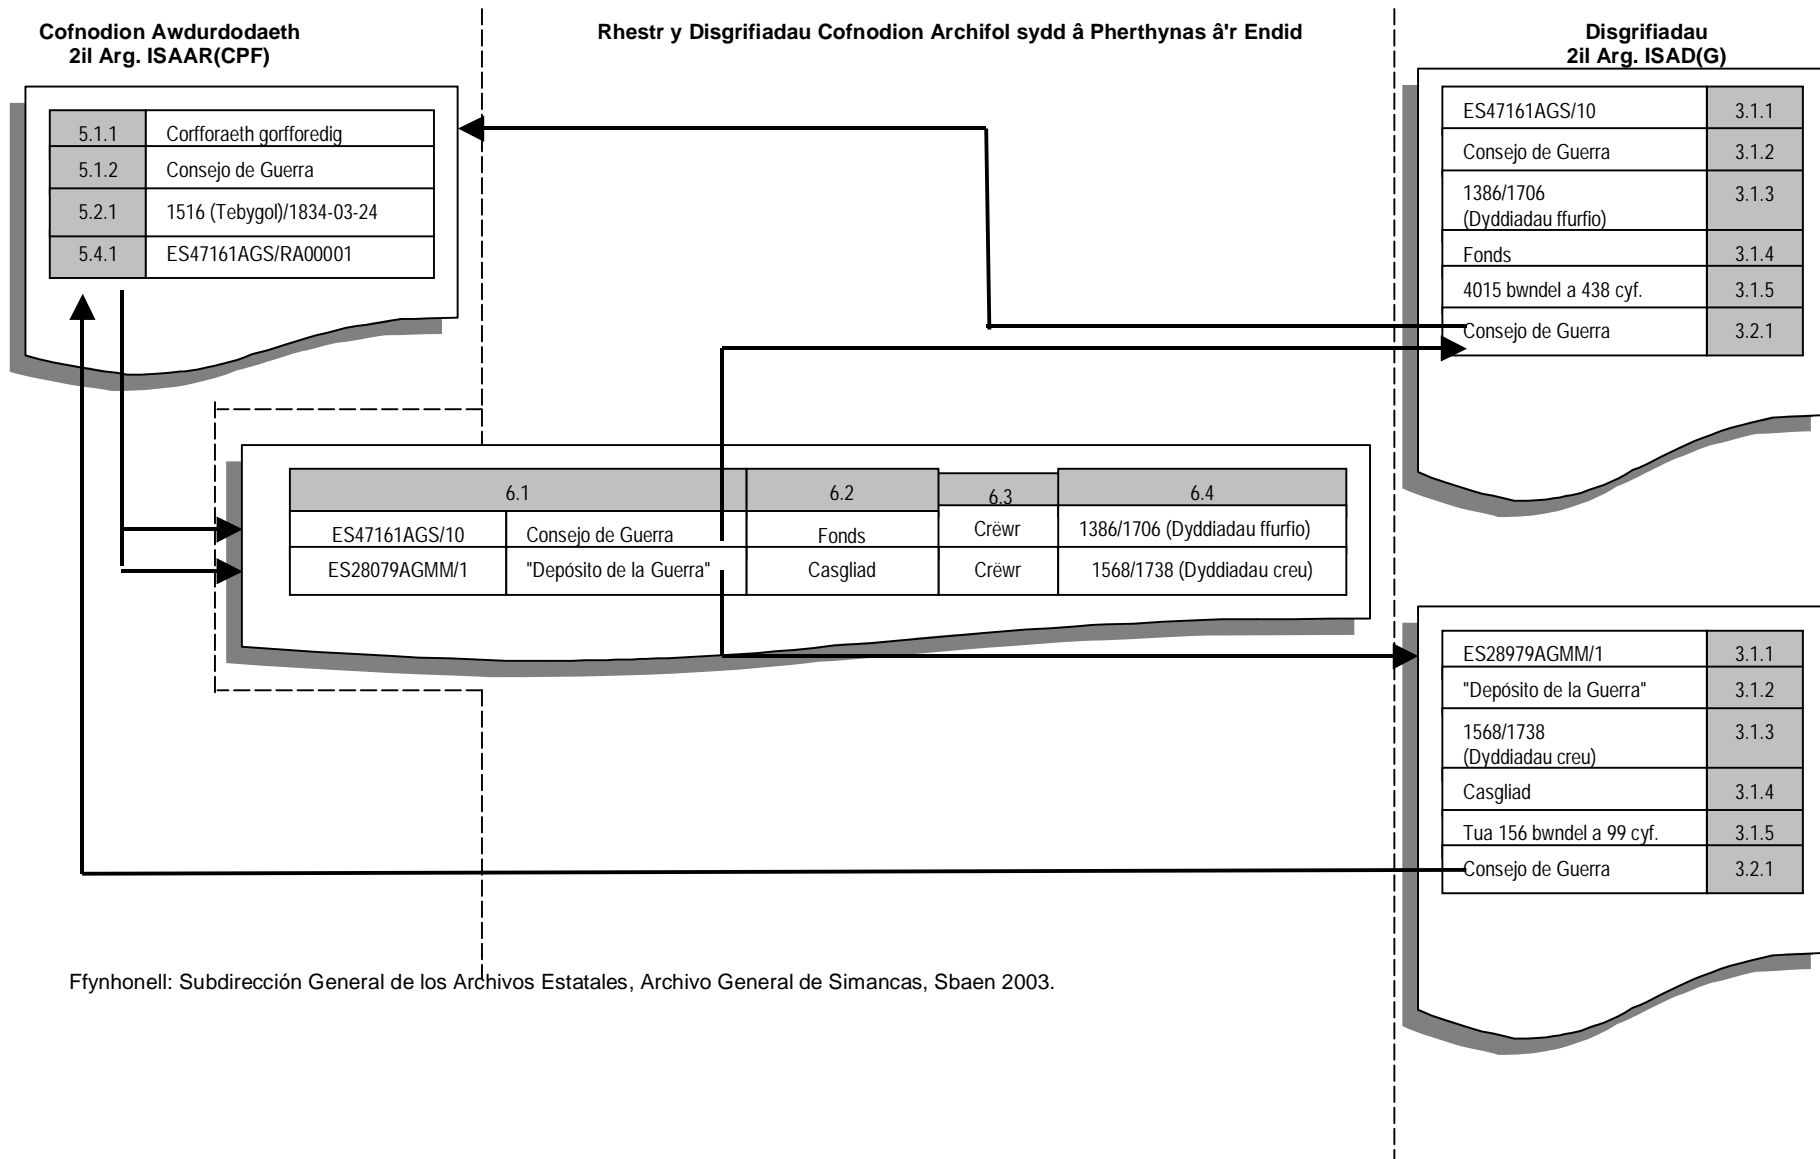 Cofnodion Awdurdodaeth
2il Arg. ISAAR(CPF)
Rhestr y Disgrifiadau Cofnodion Archifol sydd â Pherthynas â'r Endid
Disgrifiadau
2il Arg. ISAD(G)
5.1.1 Corfforaeth gorfforedig
5.1.2 Consejo de Guerra
5.2.1 1516 (Tebygol)/1834-03-24
5.4.1 ES47161AGS/RA00001
ES47161AGS/10 3.1.1
Consejo de Guerra 3.1.2
1386/1706 3.1.3
(Dyddiadau ffurfio)
Fonds 3.1.4
4015 bwndel a 438 cyf. 3.1.5
Consejo de Guerra 3.2.1
6.1 6.2 6.3 6.4
ES47161AGS/10 Consejo de Guerra Fonds Crëwr 1386/1706 (Dyddiadau ffurfio)
ES28079AGMM/1 "Depósito de la Guerra" Casgliad Crëwr 1568/1738 (Dyddiadau creu)
ES28979AGMM/1 3.1.1
"Depósito de la Guerra" 3.1.2
1568/1738 3.1.3
(Dyddiadau creu)
Casgliad 3.1.4
Tua 156 bwndel a 99 cyf. 3.1.5
Consejo de Guerra 3.2.1
Ffynhonell: Subdirección General de los Archivos Estatales, Archivo General de Simancas, Sbaen 2003.